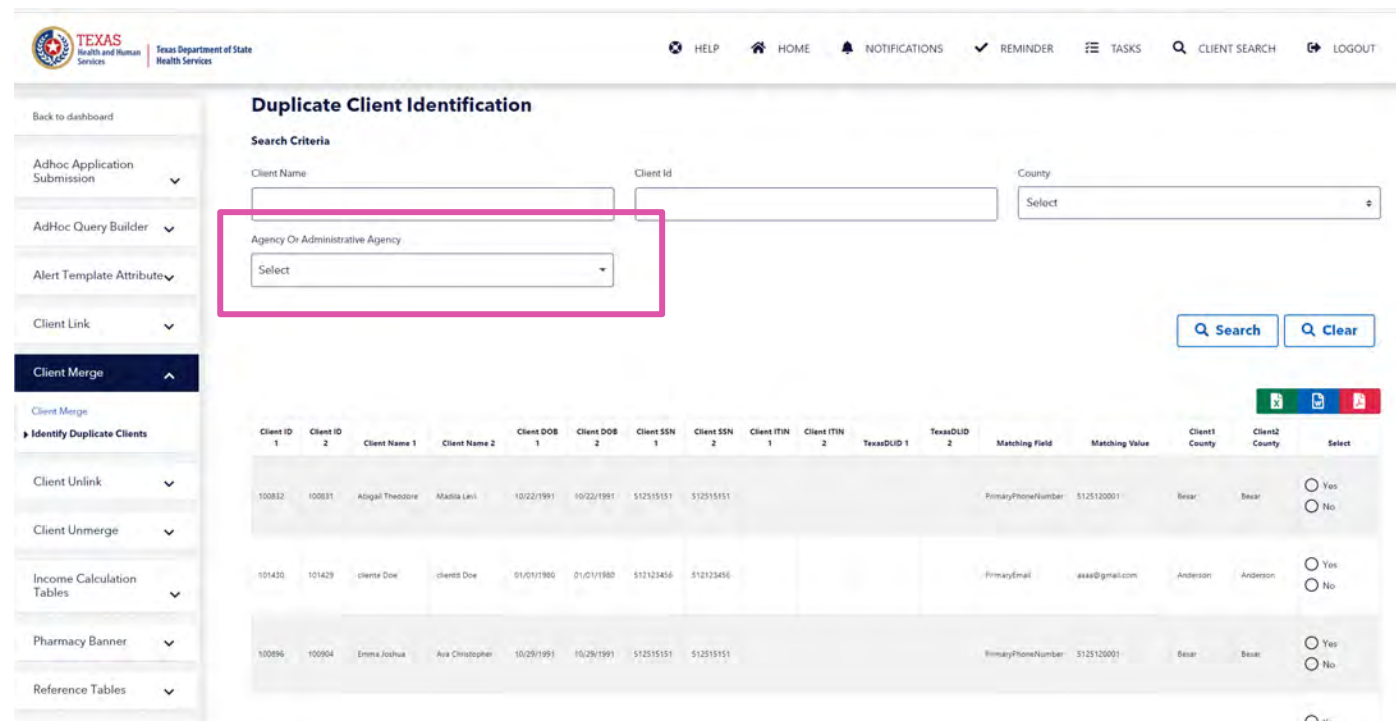 TEXAS
Health and Human
Services
Texas Department of State
Health Services
HELP
HOME
NOTIFICATIONS
REMINDER
TASKS
CLIENT SEARCH
LOGOUT
Back to dashboard
Adhoc Application
Submission
AdHoc Query Builder
Alert Template Attribute
Client Link
Client Merge
Client Merge
Identify Duplicate Clients
Client Unlink
Client Unmerge
Income Calculation
Tables
Pharmacy Banner
Reference Tables
Duplicate Client Identification
Search Criteria
Client Name
Client Id
County
Select
Agency Or Administrative Agency
Select
Search
Clear
Client ID 1 Client ID 2 Client Name 1 Client Name 2 Client DOB 1 Client DOB 2 Client SSN 1 Client SSN 2 Client ITIN 1 Client ITIN 2 TexasDLID 1 TexasDLID 2 Matching Field Matching Value Client1 County Client2 County Select
100832 100831 Abigail Theodore Madila Levi 10/22/1991 10/22/1991 512515151 512515151 PrimaryPhoneNumber 5125120001 Bexar Bexar Yes
No
101430 101429 Doe Doe 01/01/1980 01/01/1980 512123456 512123456 PrimaryEmail @gmail.com Anderson Anderson Yes
No
100896 100904 Emma Joshua Ava Christopher 10/29/1991 10/29/1991 512515151 512515151 PrimaryPhoneNumber 5125120001 Bexar Bexar Yes
No